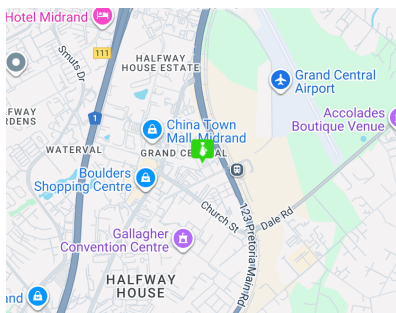 Hotel Midrand
Smuts Dr
111
HALFWAY
HOUSE ESTATE
Grand Central
Airport
FWAY
RDENS
1
Accolades
Boutique Venue
China Town
Mall, Midrand
WATERVAL
GRAND CENTRAL
Boulders
Shopping Centre
Church St
Dale Rd
123|Pretoria Main Rd
Gallagher
Convention Centre
HALFWAY
HOUSE
and